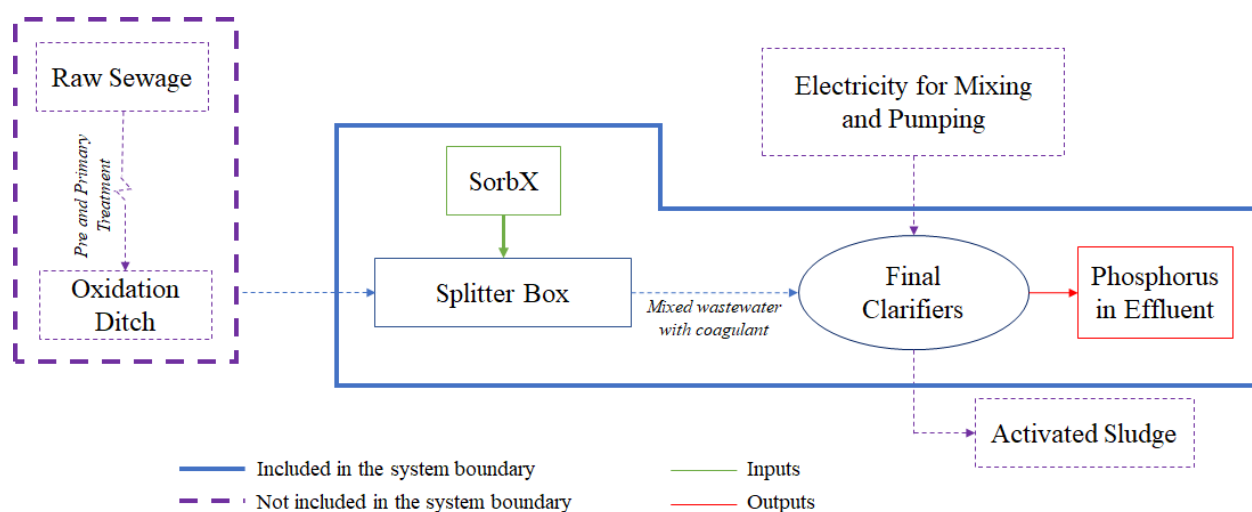 Raw Sewage
Pre and Primary
Treatment
Oxidation
Ditch
SorbX
Splitter Box
Mixed wastewater
with coagulant
Electricity for Mixing
and Pumping
Final
Clarifiers
Phosphorus
in Effluent
Activated Sludge
Included in the system boundary
Inputs
Not included in the system boundary
Outputs